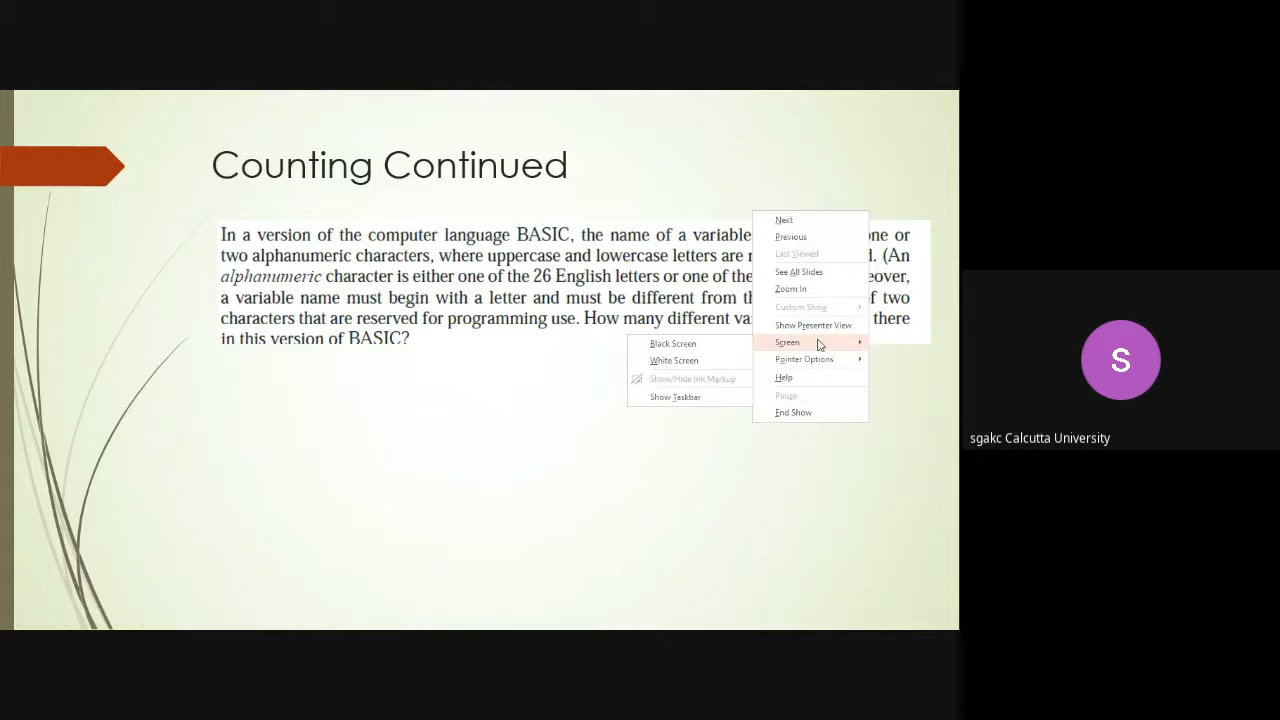 Counting Continued
In a version of the computer language BASIC, the name of a variable one or
two alphanumeric characters, where uppercase and lowercase letters are (An
alphanumeric character is either one of the 26 English letters or one of the
a variable name must begin with a letter and must be different from two
characters that are reserved for programming use. How many different there
in this version of BASIC?
Next
Previous
Last Viewed
See All Slides
Zoom In
Custom Show
Show Presenter View
Screen
Pointer Options
Help
Pause
End Show
Black Screen
White Screen
Show/Hide Ink Markup
Show Taskbar
S
sgakc Calcutta University